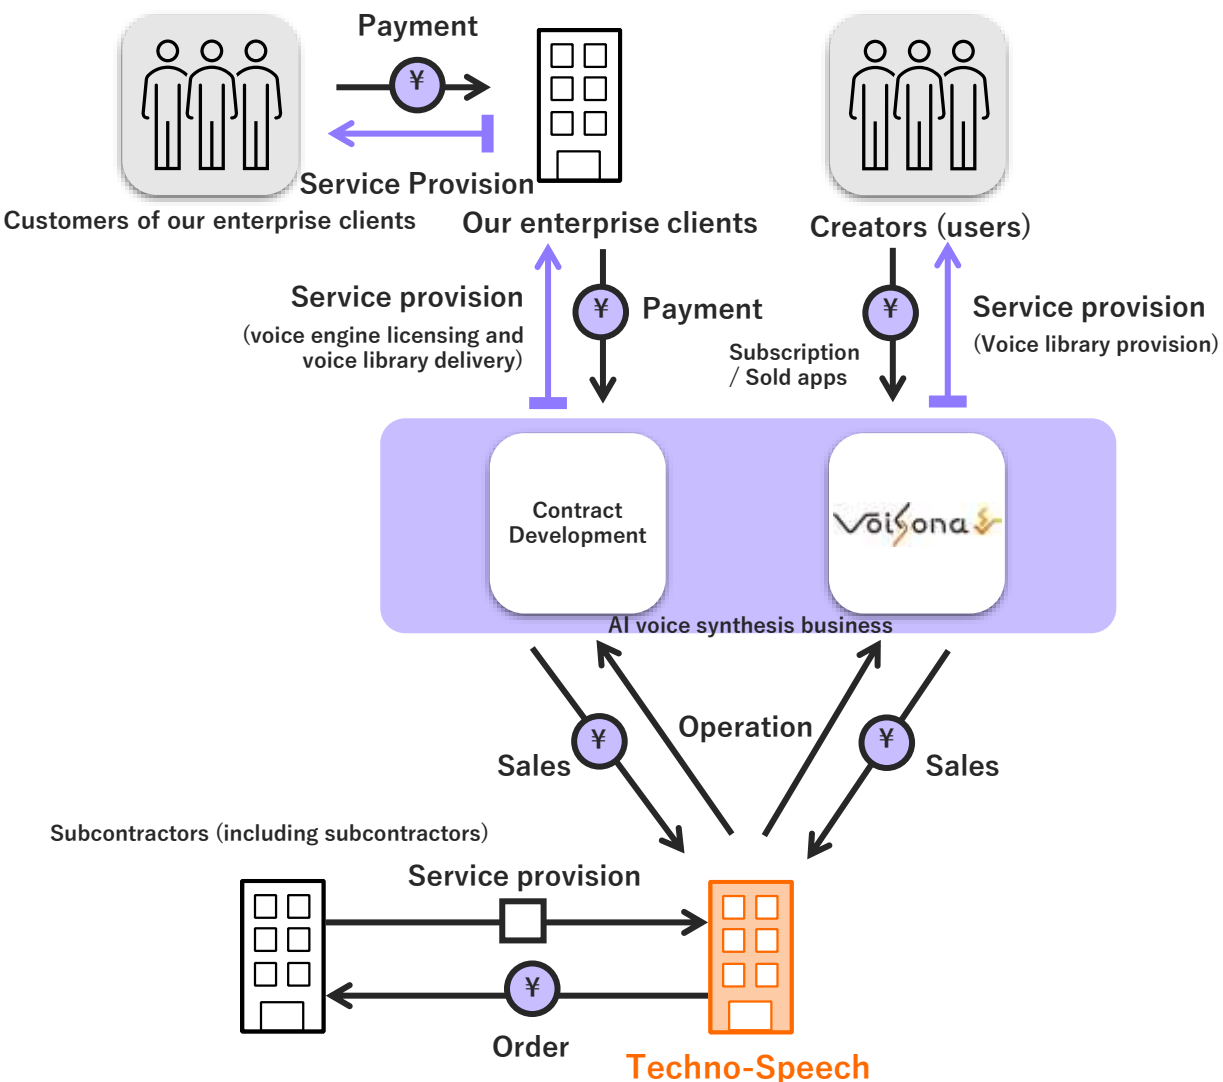 Payment
¥
Service Provision
Customers of our enterprise clients
Our enterprise clients
Creators (users)
Service provision
(voice engine licensing and
voice library delivery)
¥
Payment
¥
Subscription
/ Sold apps
Service provision
(Voice library provision)
Contract
Development
VoiSona
AI voice synthesis business
¥
Sales
Operation
¥
Sales
Subcontractors (including subcontractors)
Service provision
¥
Order
Techno-Speech